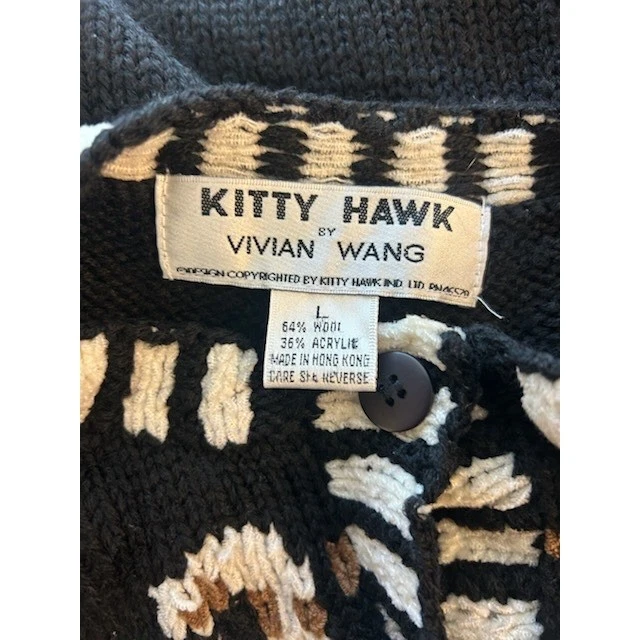 KITTY HAWK
BY
VIVIAN WANG
©DESIGN COPYRIGHTED BY KITTY HAWK IND. LTD.
L
64% WOOL
36% ACRYLIC
MADE IN HONG KONG
CARE SEE REVERSE